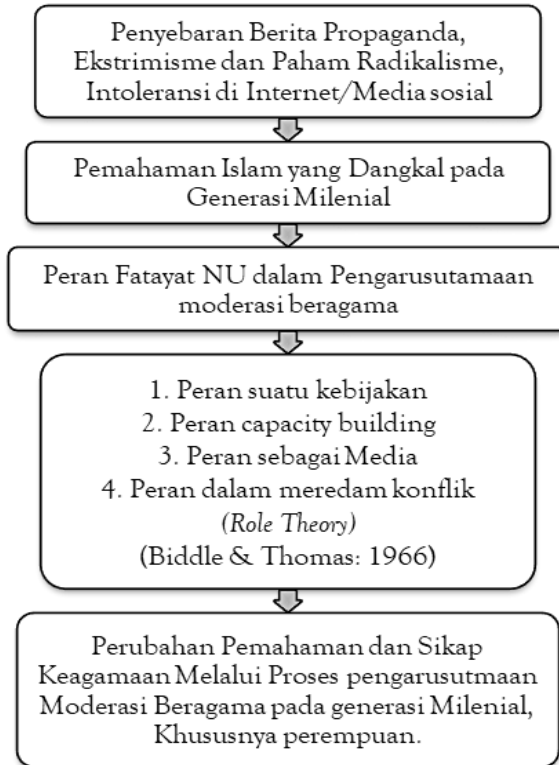 Penyebaran Berita Propaganda,
Ekstrimisme dan Paham Radikalisme,
Intoleransi di Internet/Media sosial
Pemahaman Islam yang Dangkal pada
Generasi Milenial
Peran Fatayat NU dalam Pengarusutamaan
moderasi beragama
1. Peran suatu kebijakan
2. Peran capacity building
3. Peran sebagai Media
4. Peran dalam meredam konflik
(Role Theory)
(Biddle & Thomas: 1966)
Perubahan Pemahaman dan Sikap
Keagamaan Melalui Proses pengarusutmaan
Moderasi Beragama pada generasi Milenial,
Khususnya perempuan.